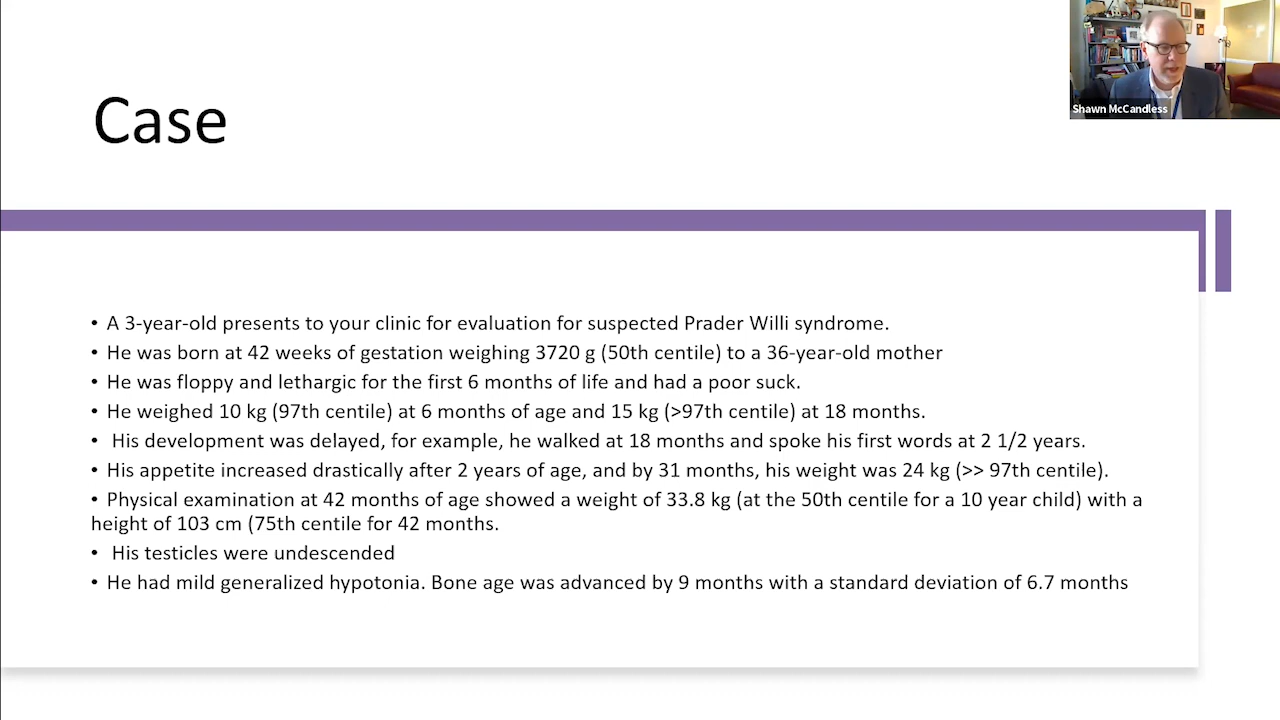 Shawn McCandless
Case
• A 3-year-old presents to your clinic for evaluation for suspected Prader Willi syndrome.
• He was born at 42 weeks of gestation weighing 3720 g (50th centile) to a 36-year-old mother
• He was floppy and lethargic for the first 6 months of life and had a poor suck.
• He weighed 10 kg (97th centile) at 6 months of age and 15 kg (>97th centile) at 18 months.
• His development was delayed, for example, he walked at 18 months and spoke his first words at 2 1/2 years.
• His appetite increased drastically after 2 years of age, and by 31 months, his weight was 24 kg (>> 97th centile).
• Physical examination at 42 months of age showed a weight of 33.8 kg (at the 50th centile for a 10 year child) with a
height of 103 cm (75th centile for 42 months.
• His testicles were undescended
• He had mild generalized hypotonia. Bone age was advanced by 9 months with a standard deviation of 6.7 months